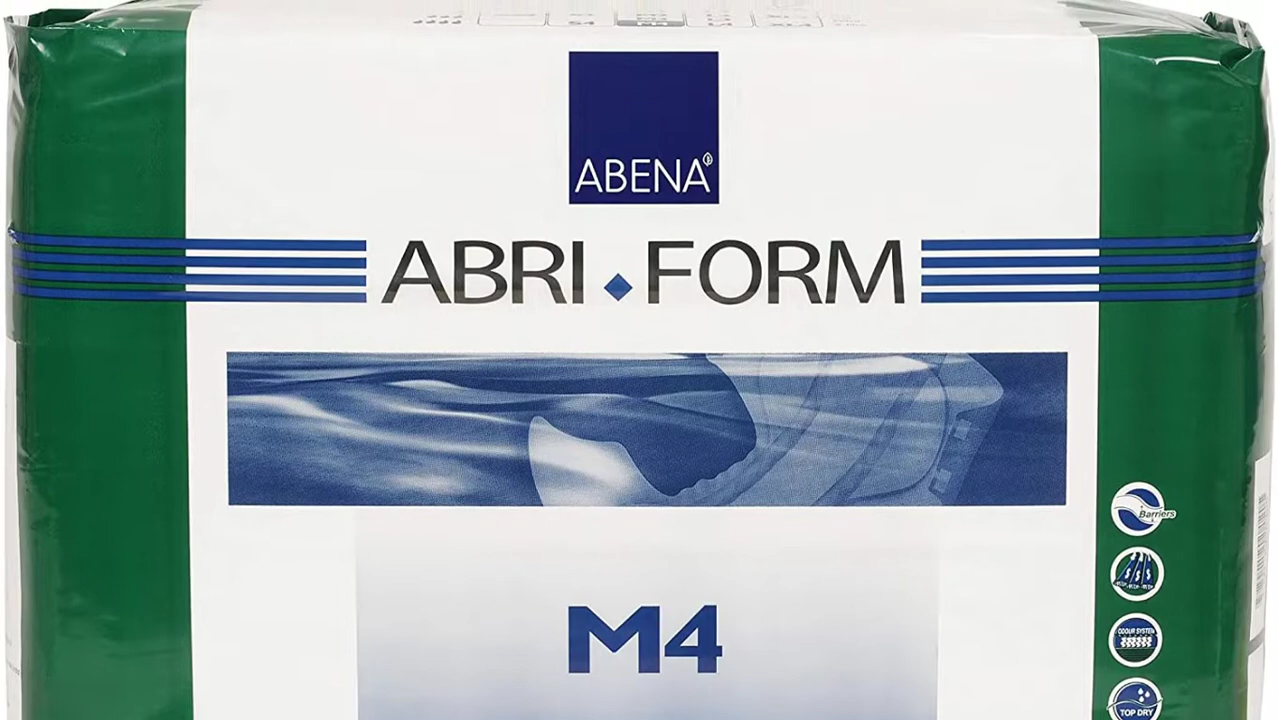 ABENA
ABRI FORM
M4
Barriers
ODOUR SYSTEM
TOP DRY